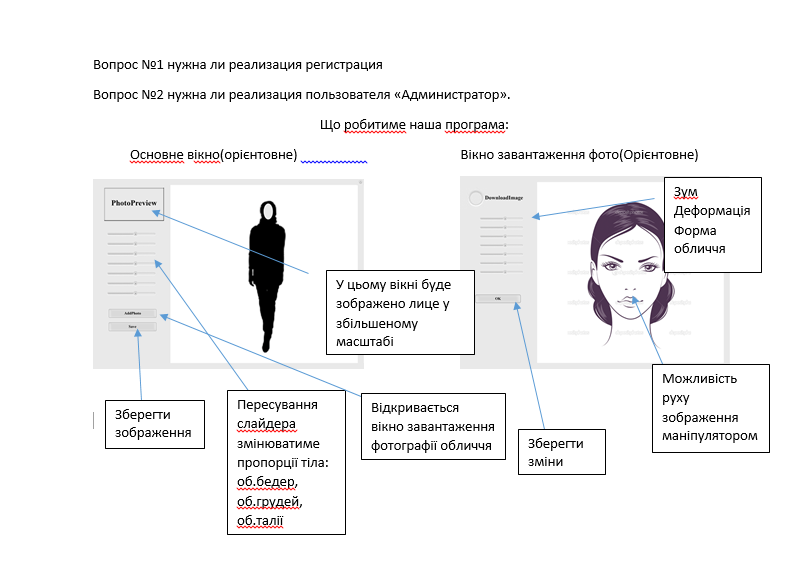 Вопрос №1 нужна ли реализация регистрация
Вопрос №2 нужна ли реализация пользователя «Администратор».
Що робитиме наша програма:
Основне вікно(орієнтовне)
Вікно завантаження фото(Орієнтовне)
PhotoPreview
AddPhoto
Save
DownloadImage
OK
Зум
Деформація
Форма
обличчя
У цьому вікні буде
зображено лице у
збільшеному
масштабі
Зберегти
зображення
Пересування
слайдера
змінюватиме
пропорції тіла:
об.бедер,
об.грудей,
об.талії
Відкривається
вікно завантаження
фотографії обличчя
Зберегти
зміни
Можливість
руху
зображення
маніпулятором